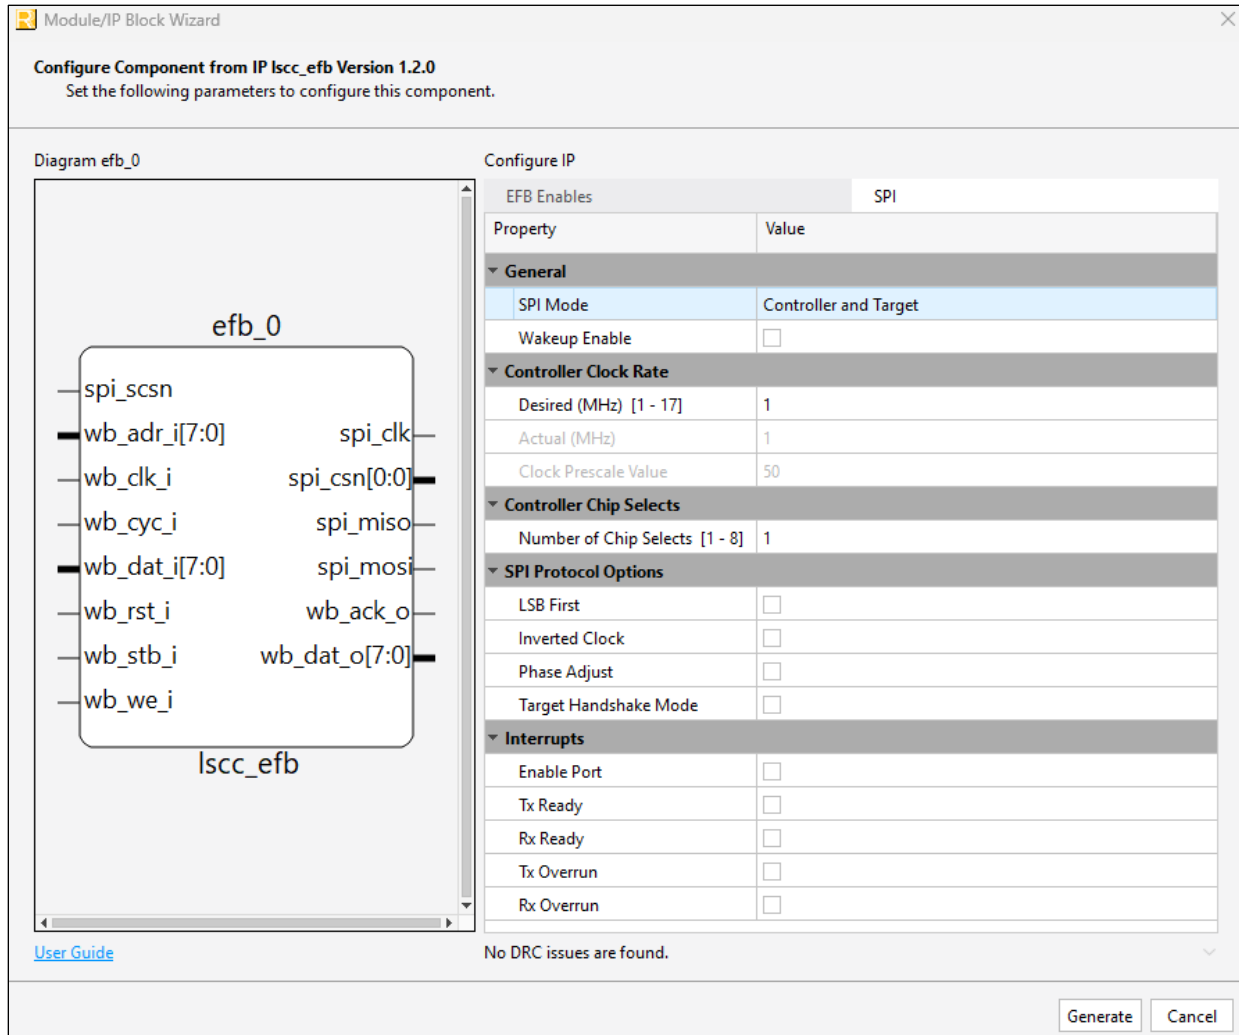 Module/IP Block Wizard
Configure Component from IP lscc_efb Version 1.2.0
Set the following parameters to configure this component.
Diagram efb_0
Configure IP
EFB Enables SPI
Property Value
General
SPI Mode Controller and Target
Wakeup Enable
Controller Clock Rate
Desired (MHz) [1 - 17] 1
Actual (MHz) 1
Clock Prescale Value 50
Controller Chip Selects
Number of Chip Selects [1 - 8] 1
SPI Protocol Options
LSB First
Inverted Clock
Phase Adjust
Target Handshake Mode
Interrupts
Enable Port
Tx Ready
Rx Ready
Tx Overrun
Rx Overrun
efb_0
spi_scsn
wb_adr_i[7:0] spi_clk
wb_clk_i spi_csn[0:0]
wb_cyc_i spi_miso
wb_dat_i[7:0] spi_mosi
wb_rst_i wb_ack_o
wb_stb_i wb_dat_o[7:0]
wb_we_i
lscc_efb
User Guide
No DRC issues are found.
Generate Cancel